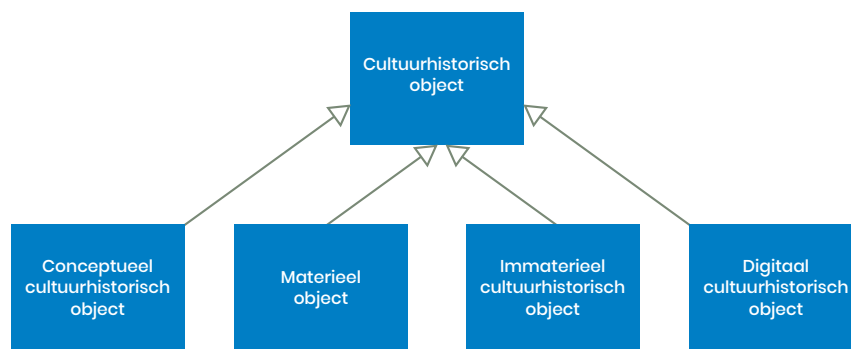 Cultuurhistorisch
object
Conceptueel
cultuurhistorisch
object
Materieel
object
Immaterieel
cultuurhistorisch
object
Digitaal
cultuurhistorisch
object